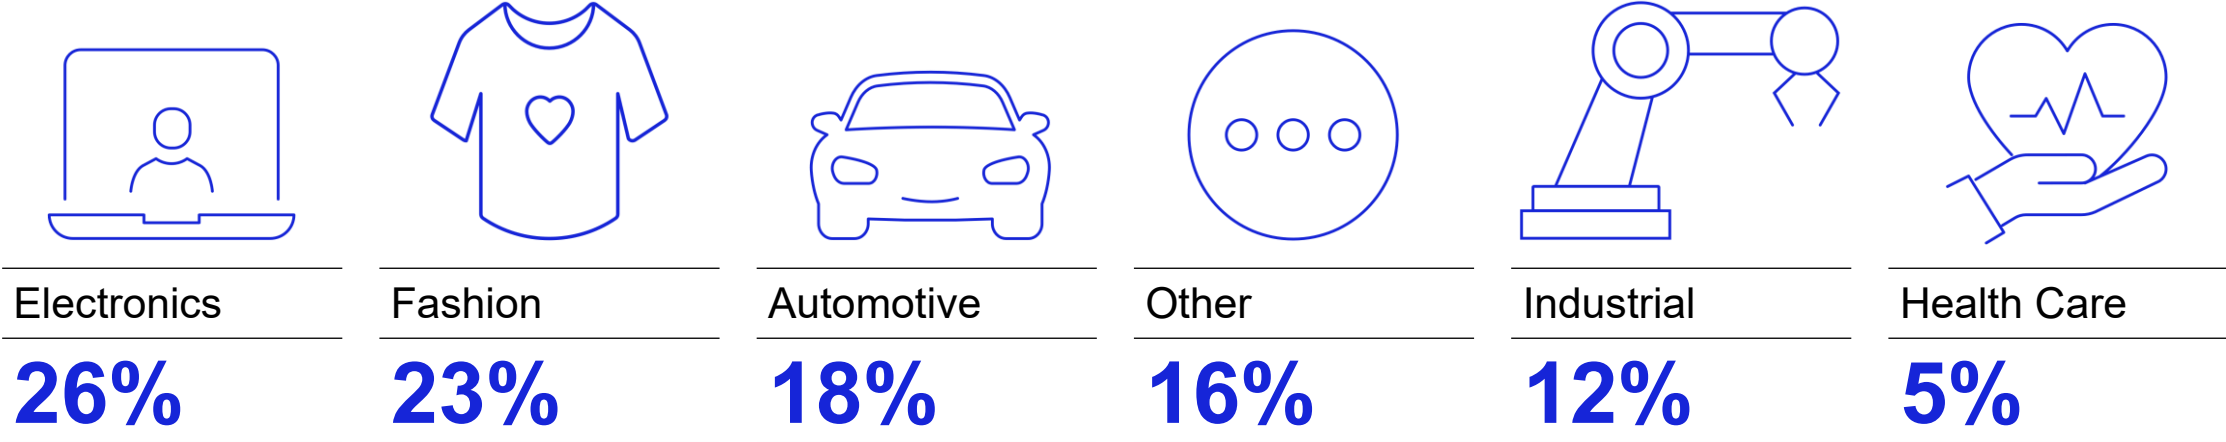 Electronics
Fashion
Automotive
Other
Industrial
Health Care
26%
23%
18%
16%
12%
5%